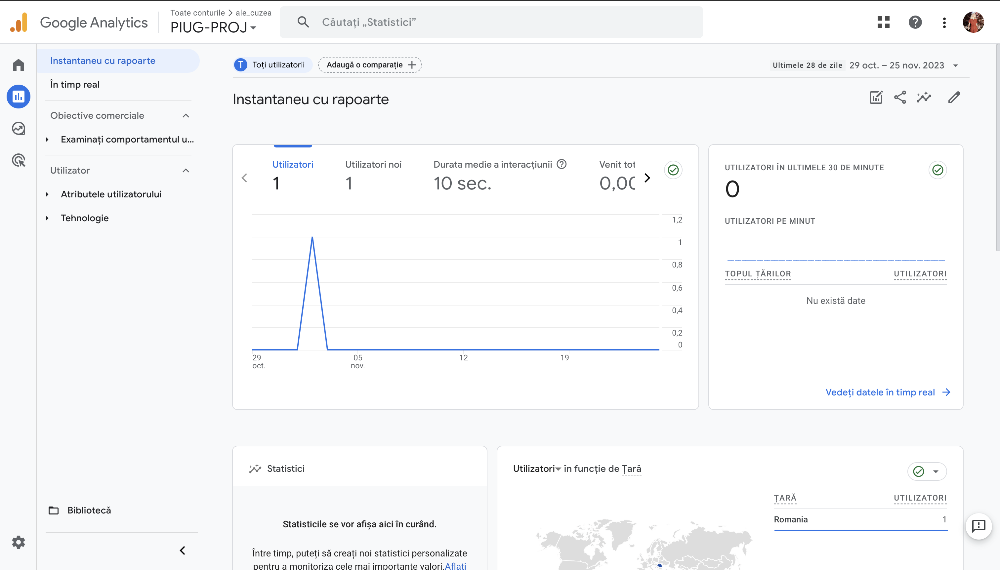 Google Analytics
Toate conturile > ale_cuzea
PIUG-PROJ
Căutați „Statistici”
Instantaneu cu rapoarte
În timp real
Obiective comerciale
Examinați comportamentul u...
Utilizator
Atributele utilizatorului
Tehnologie
Bibliotecă
T Toți utilizatorii
Adaugă o comparație +
Ultimele 28 de zile 29 oct. – 25 nov. 2023
Instantaneu cu rapoarte
Utilizatori
1
Utilizatori noi
1
Durata medie a interacțiunii
10 sec.
Venit tot
0,00
1,2
1
0,8
0,6
0,4
0,2
0
29 oct.
05 nov.
12
19
UTILIZATORI ÎN ULTIMELE 30 DE MINUTE
0
UTILIZATORI PE MINUT
TOPUL ȚĂRILOR UTILIZATORI
Nu există date
Vedeți datele în timp real
Statistici
Statisticile se vor afișa aici în curând.
Între timp, puteți să creați noi statistici personalizate
pentru a monitoriza cele mai importante valori. Aflați
Utilizatori în funcție de Țară
ȚARĂ UTILIZATORI
Romania 1